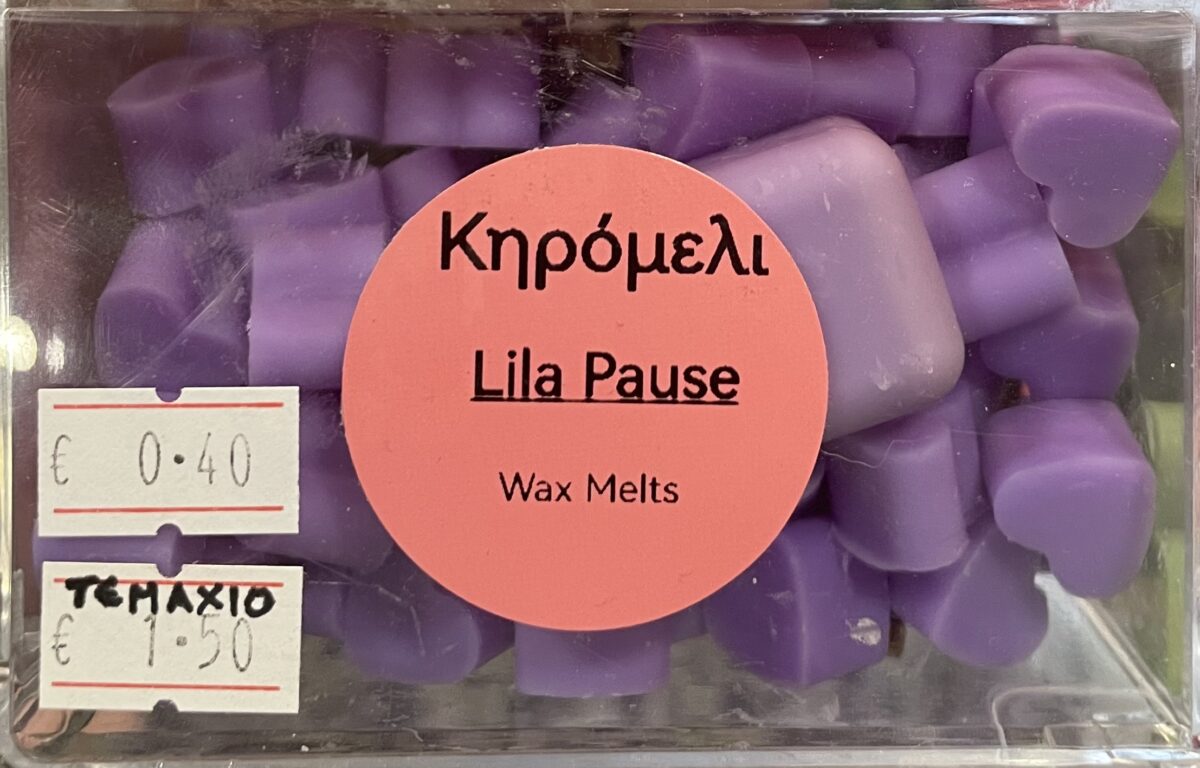 Κηρόμελι
Lila Pause
Wax Melts
€ 0.40
ΤΕΜΑΧΙΟ
€ 1.50